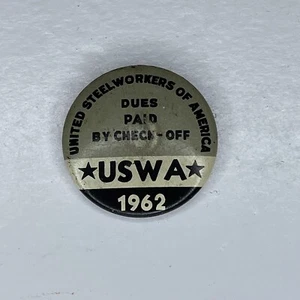 UNITED STEELWORKERS OF AMERICA
DUES
PAID
BY CHECK-OFF
★USWA★
1962